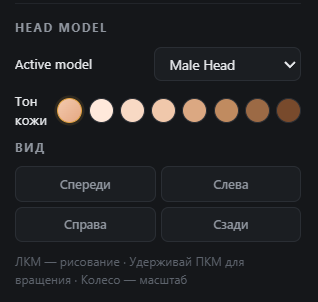 HEAD MODEL
Active model
Male Head
Тон
кожи
ВИД
Спереди
Слева
Справа
Сзади
ЛКМ — рисование · Удерживай ПКМ для
вращения · Колесо — масштаб